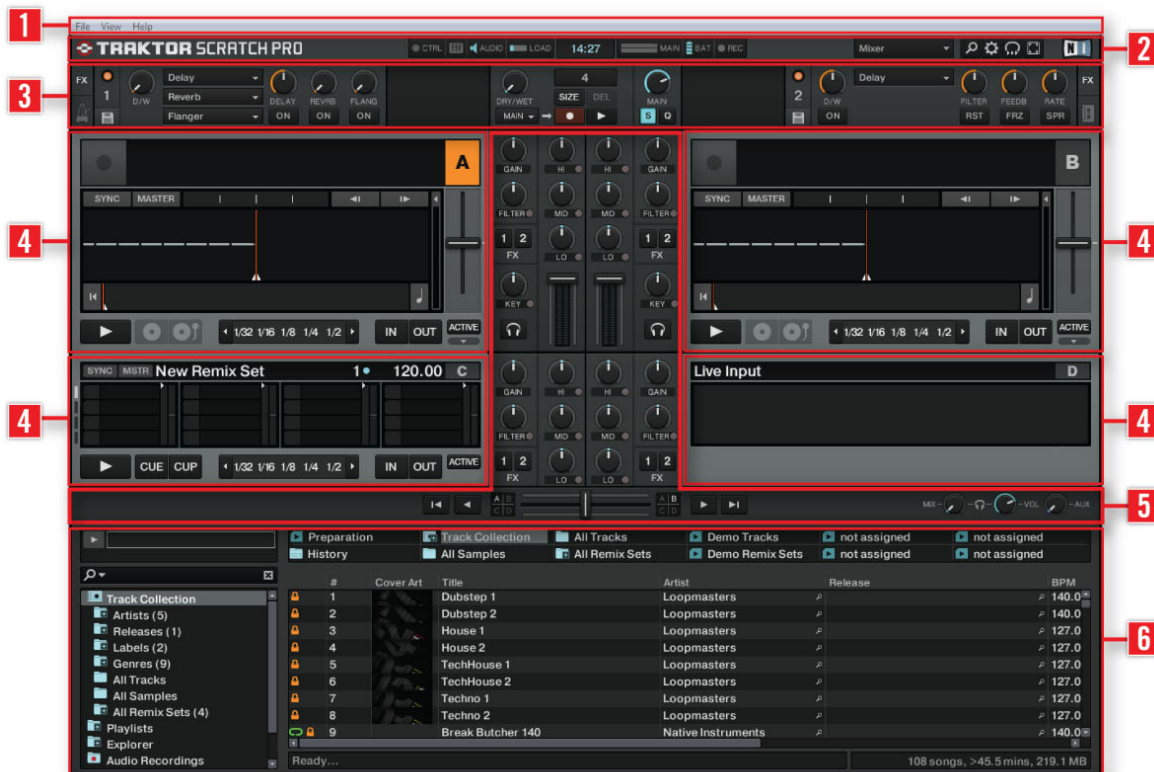 1
File View Help
TRAKTOR SCRATCH PRO
CTRL AUDIO LOAD 14:27 MAIN BAT REC
Mixer
2
3
FX
1
D/W
Delay
Reverb
Flanger
DELAY REVRB FLANG
ON ON ON
DRY/WET
4
SIZE DEL
MAIN
MAIN
S Q
2
D/W
ON
Delay
FILTER FEEDB RATE
RST FRZ SPR
FX
4
A
SYNC MASTER
1/32 1/16 1/8 1/4 1/2
IN OUT ACTIVE
GAIN HI HI GAIN
FILTER MID MID FILTER
1 2 LO LO 1 2
FX FX
KEY KEY
B
SYNC MASTER
1/32 1/16 1/8 1/4 1/2
IN OUT ACTIVE
4
4
SYNC MSTR New Remix Set 1 120.00 C
CUE CUP 1/32 1/16 1/8 1/4 1/2 IN OUT ACTIVE
GAIN HI HI GAIN
FILTER MID MID FILTER
1 2 LO LO 1 2
FX FX
Live Input D
4
A B
C D
A B
C D
MIX VOL AUX
5
Preparation Track Collection All Tracks Demo Tracks not assigned not assigned
History All Samples All Remix Sets Demo Remix Sets not assigned not assigned
Track Collection
Artists (5)
Releases (1)
Labels (2)
Genres (9)
All Tracks
All Samples
All Remix Sets (4)
Playlists
Explorer
Audio Recordings
# Cover Art Title Artist Release BPM
1 Dubstep 1 Loopmasters 140.0
2 Dubstep 2 Loopmasters 140.0
3 House 1 Loopmasters 127.0
4 House 2 Loopmasters 127.0
5 TechHouse 1 Loopmasters 127.0
6 TechHouse 2 Loopmasters 127.0
7 Techno 1 Loopmasters 127.0
8 Techno 2 Loopmasters 127.0
9 Break Butcher 140 Native Instruments 140.0
Ready...
108 songs, >45.5 mins, 219.1 MB
6